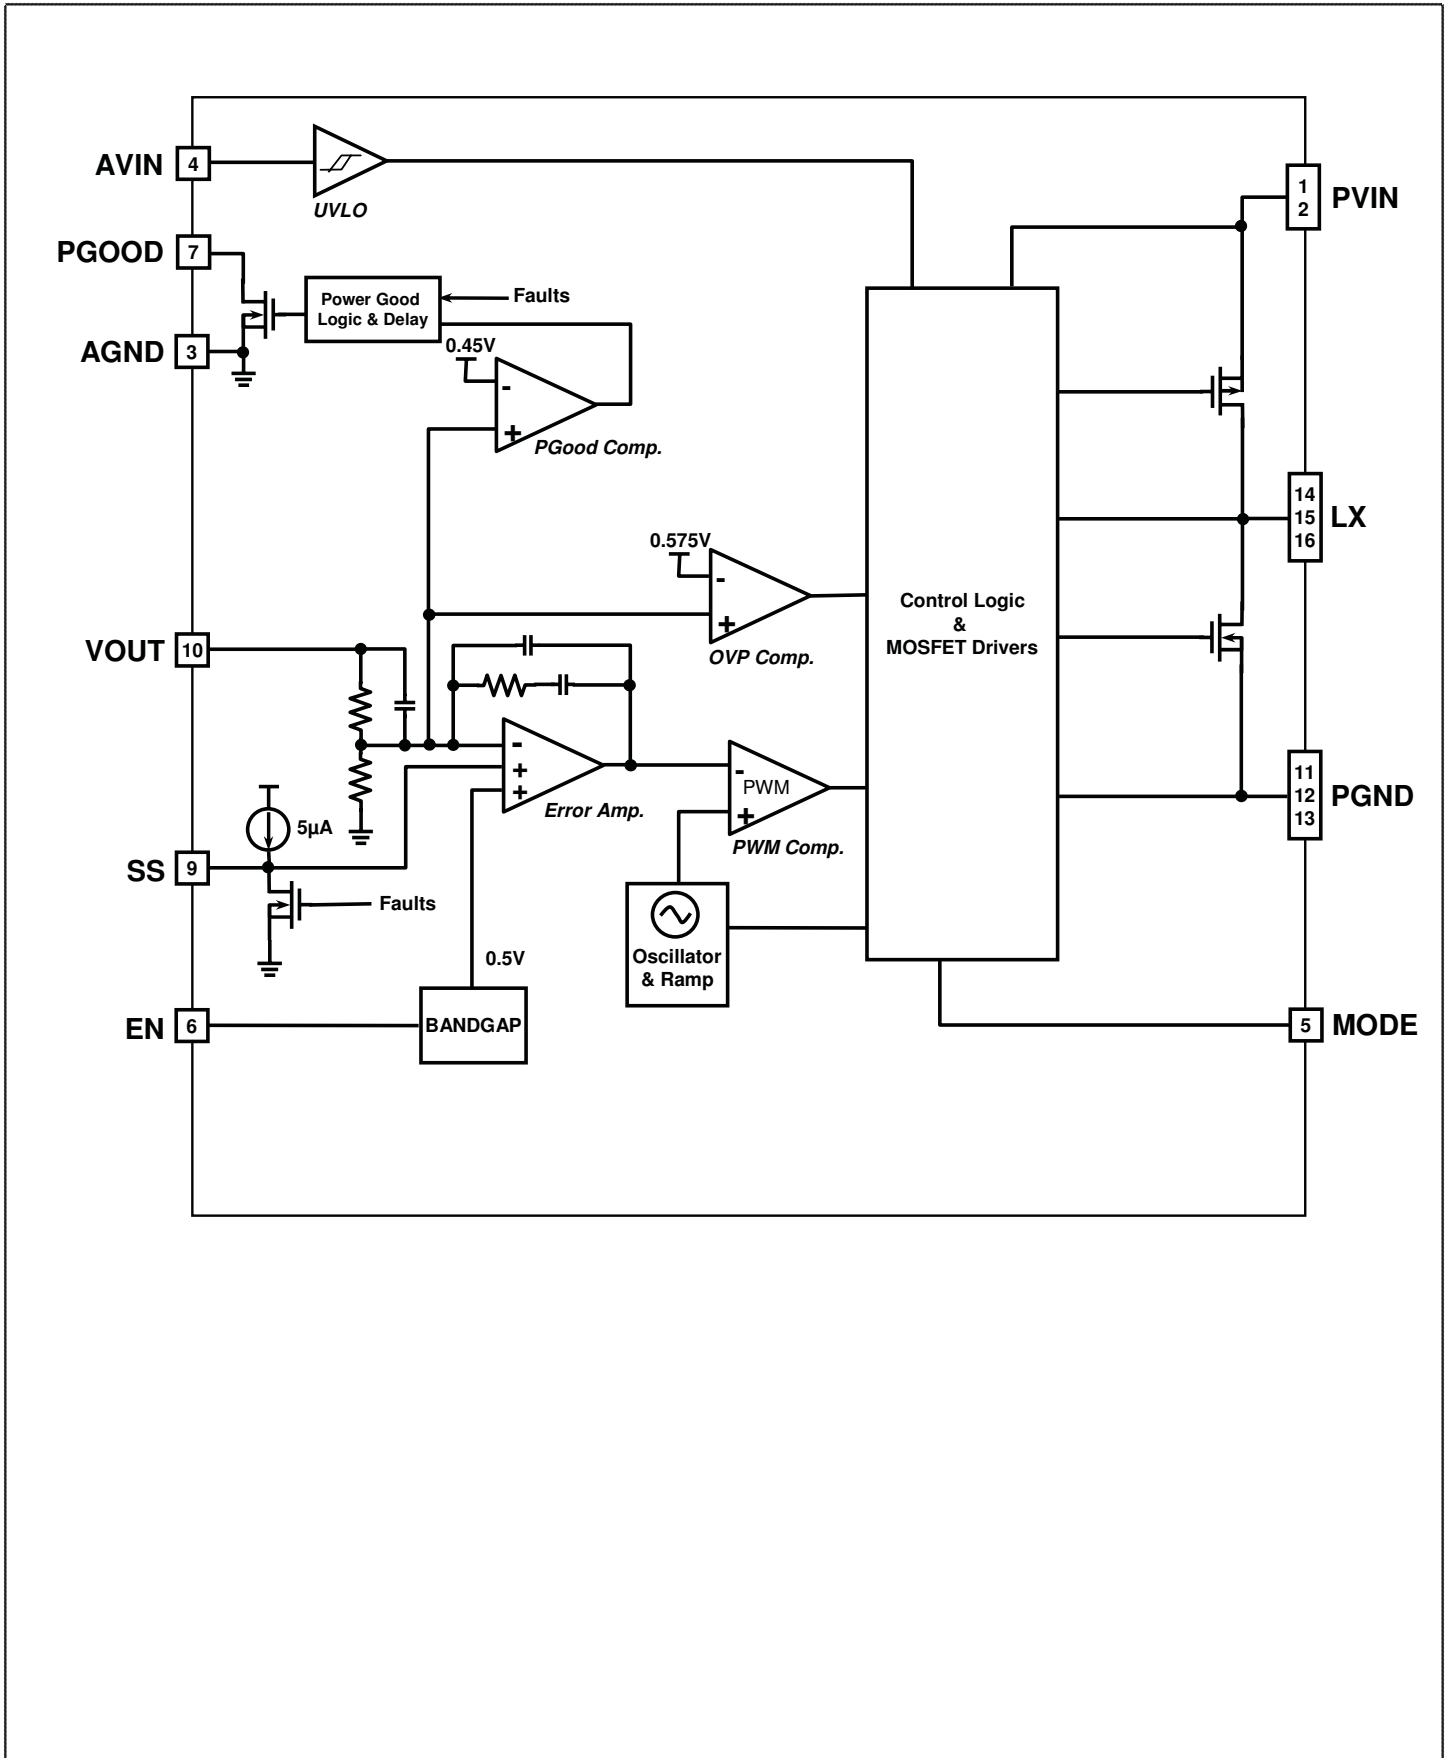 AVIN
4
UVLO
1
2
PVIN
PGOOD
7
Power Good
Logic & Delay
Faults
AGND
3
0.45V
-
+
PGood Comp.
14
15
16
LX
0.575V
-
+
OVP Comp.
Control Logic
&
MOSFET Drivers
VOUT
10
-
+
+
Error Amp.
-
PWM
+
PWM Comp.
11
12
13
PGND
5µA
SS
9
Faults
0.5V
Oscillator
& Ramp
EN
6
BANDGAP
5
MODE